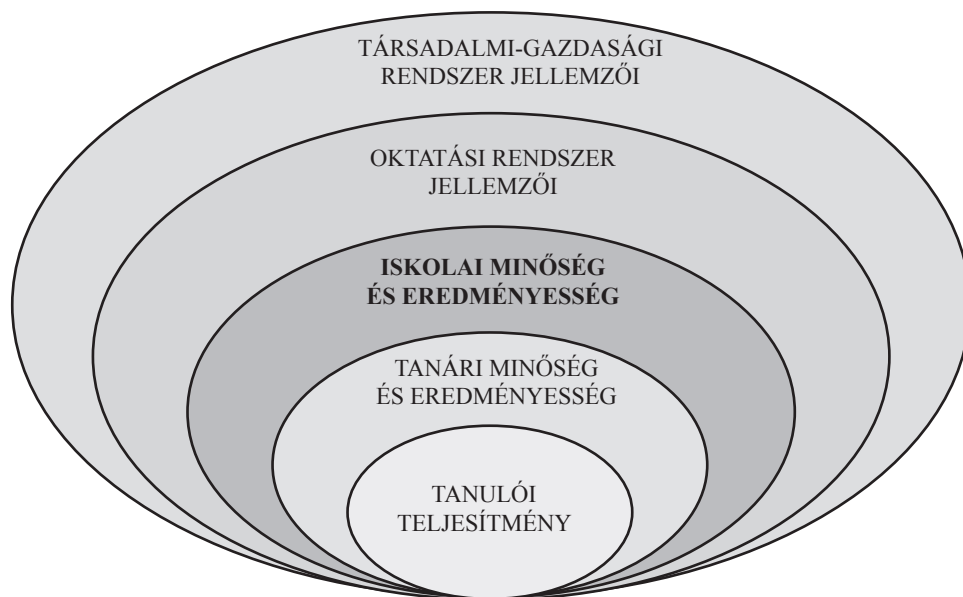 TÁRSADALMI-GAZDASÁGI
RENDSZER JELLEMZŐI
OKTATÁSI RENDSZER
JELLEMZŐI
ISKOLAI MINŐSÉG
ÉS EREDMÉNYESSÉG
TANÁRI MINŐSÉG
ÉS EREDMÉNYESSÉG
TANULÓI
TELJESÍTMÉNY